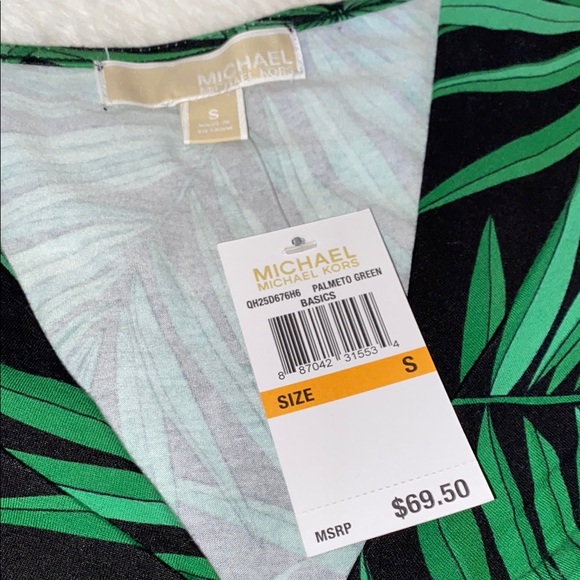 MICHAEL
MICHAEL KORS
S
MICHAEL
MICHAEL KORS
QH25D676H6 PALMETO GREEN
BASICS
8 87042 31553 4
SIZE S
MSRP $69.50